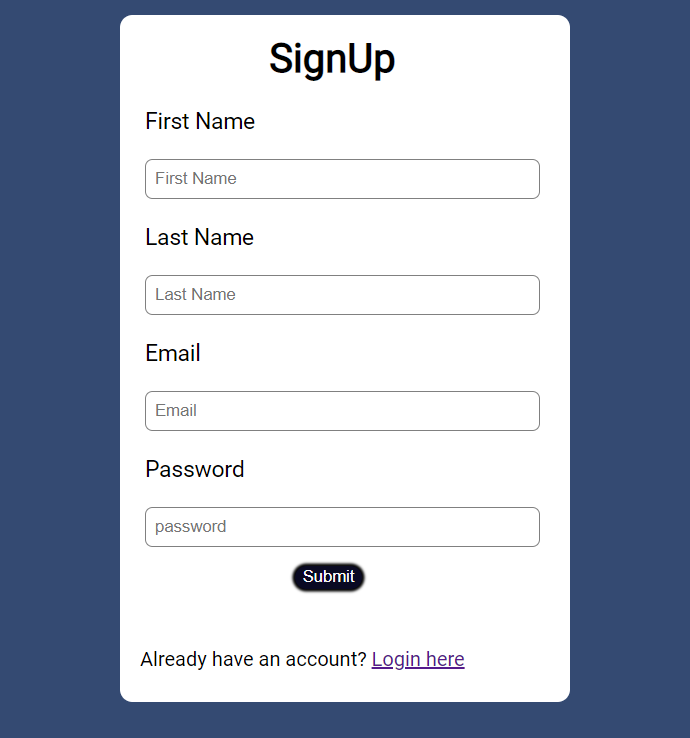 SignUp
First Name
First Name
Last Name
Last Name
Email
Email
Password
password
Submit
Already have an account? Login here